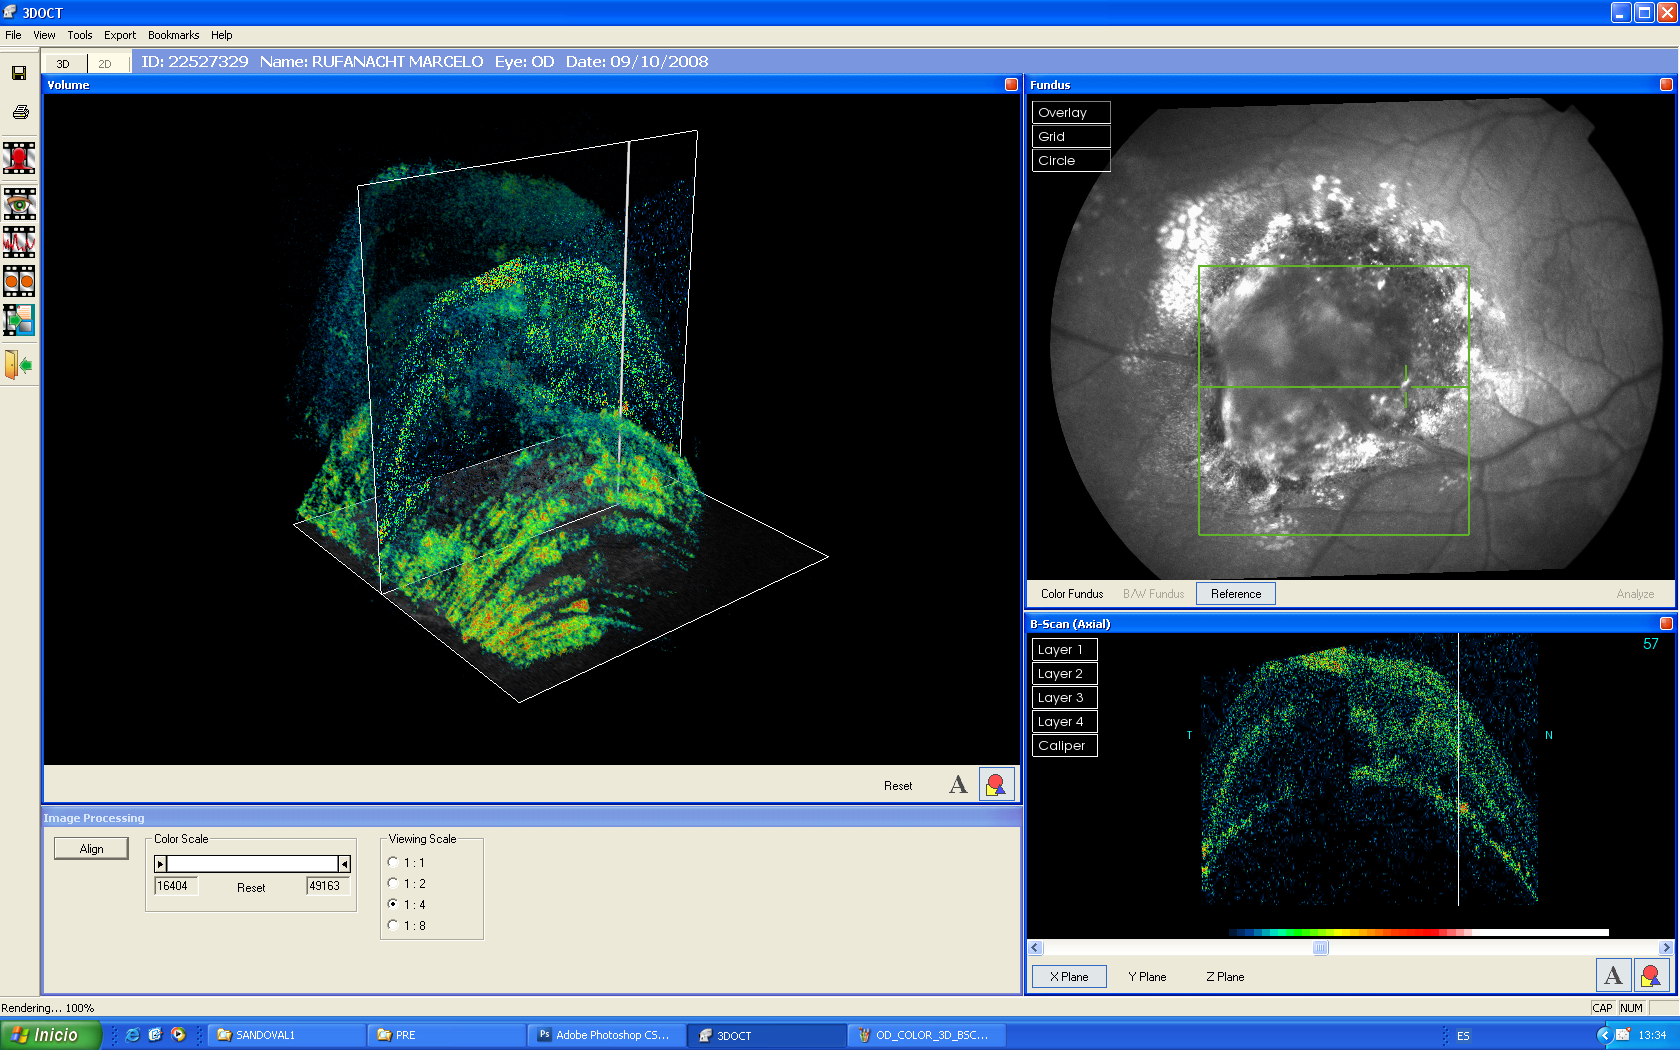 3DOCT
File View Tools Export Bookmarks Help
3D 2D ID: 22527329 Name: RUFANACHT MARCELO Eye: OD Date: 09/10/2008
Volume
Reset A
Image Processing
Align
Color Scale
16404 Reset 49163
Viewing Scale
1 : 1
1 : 2
1 : 4
1 : 8
Fundus
Overlay
Grid
Circle
Color Fundus B/W Fundus Reference Analyze
B-Scan (Axial)
57
Layer 1
Layer 2
Layer 3
Layer 4
Caliper
T N
X Plane Y Plane Z Plane A
Rendering... 100% CAP NUM
Inicio SANDOVAL1 PRE Ps Adobe Photoshop CS... 3DOCT OD_COLOR_3D_BSC... ES 13:34